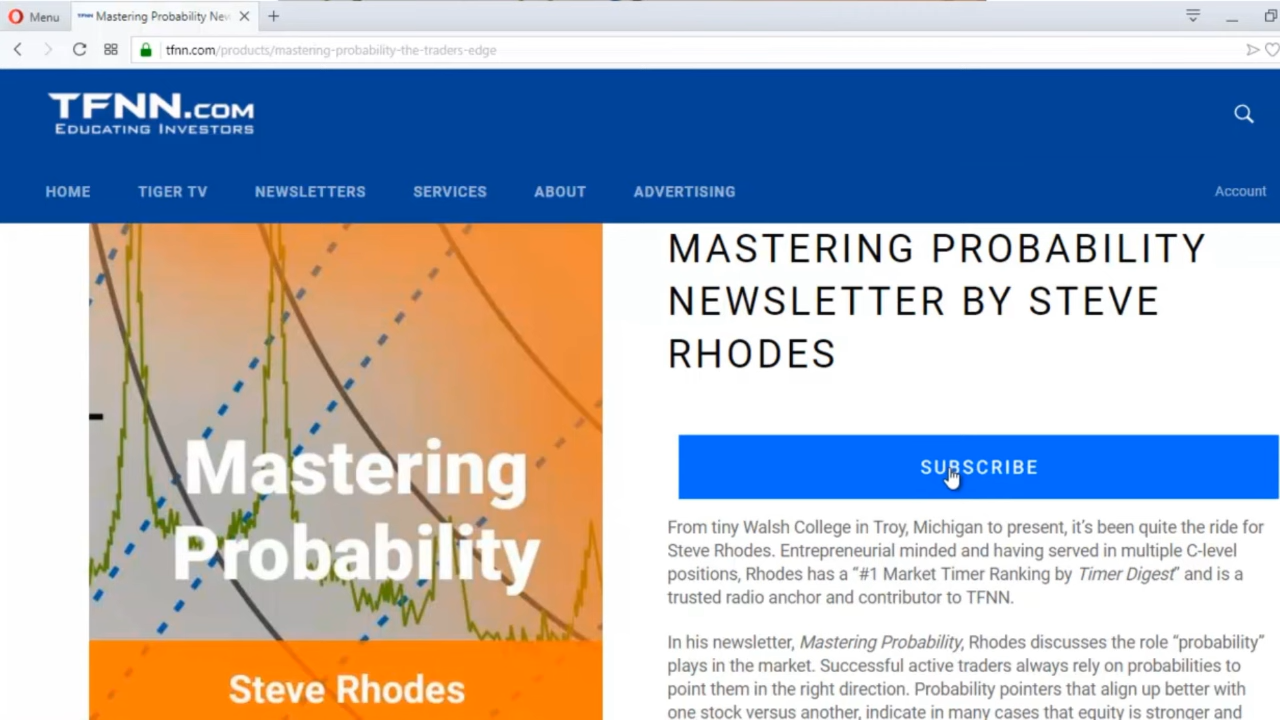 Menu
TFNN Mastering Probability New
tfnn.com/products/mastering-probability-the-traders-edge
TFNN.COM
EDUCATING INVESTORS
HOME TIGER TV NEWSLETTERS SERVICES ABOUT ADVERTISING Account
MASTERING PROBABILITY
NEWSLETTER BY STEVE
RHODES
SUBSCRIBE
Mastering
Probability
Steve Rhodes
From tiny Walsh College in Troy, Michigan to present, it's been quite the ride for
Steve Rhodes. Entrepreneurial minded and having served in multiple C-level
positions, Rhodes has a “#1 Market Timer Ranking by Timer Digest” and is a
trusted radio anchor and contributor to TFNN.
In his newsletter, Mastering Probability, Rhodes discusses the role “probability”
plays in the market. Successful active traders always rely on probabilities to
point them in the right direction. Probability pointers that align up better with
one stock versus another, indicate in many cases that equity is stronger and